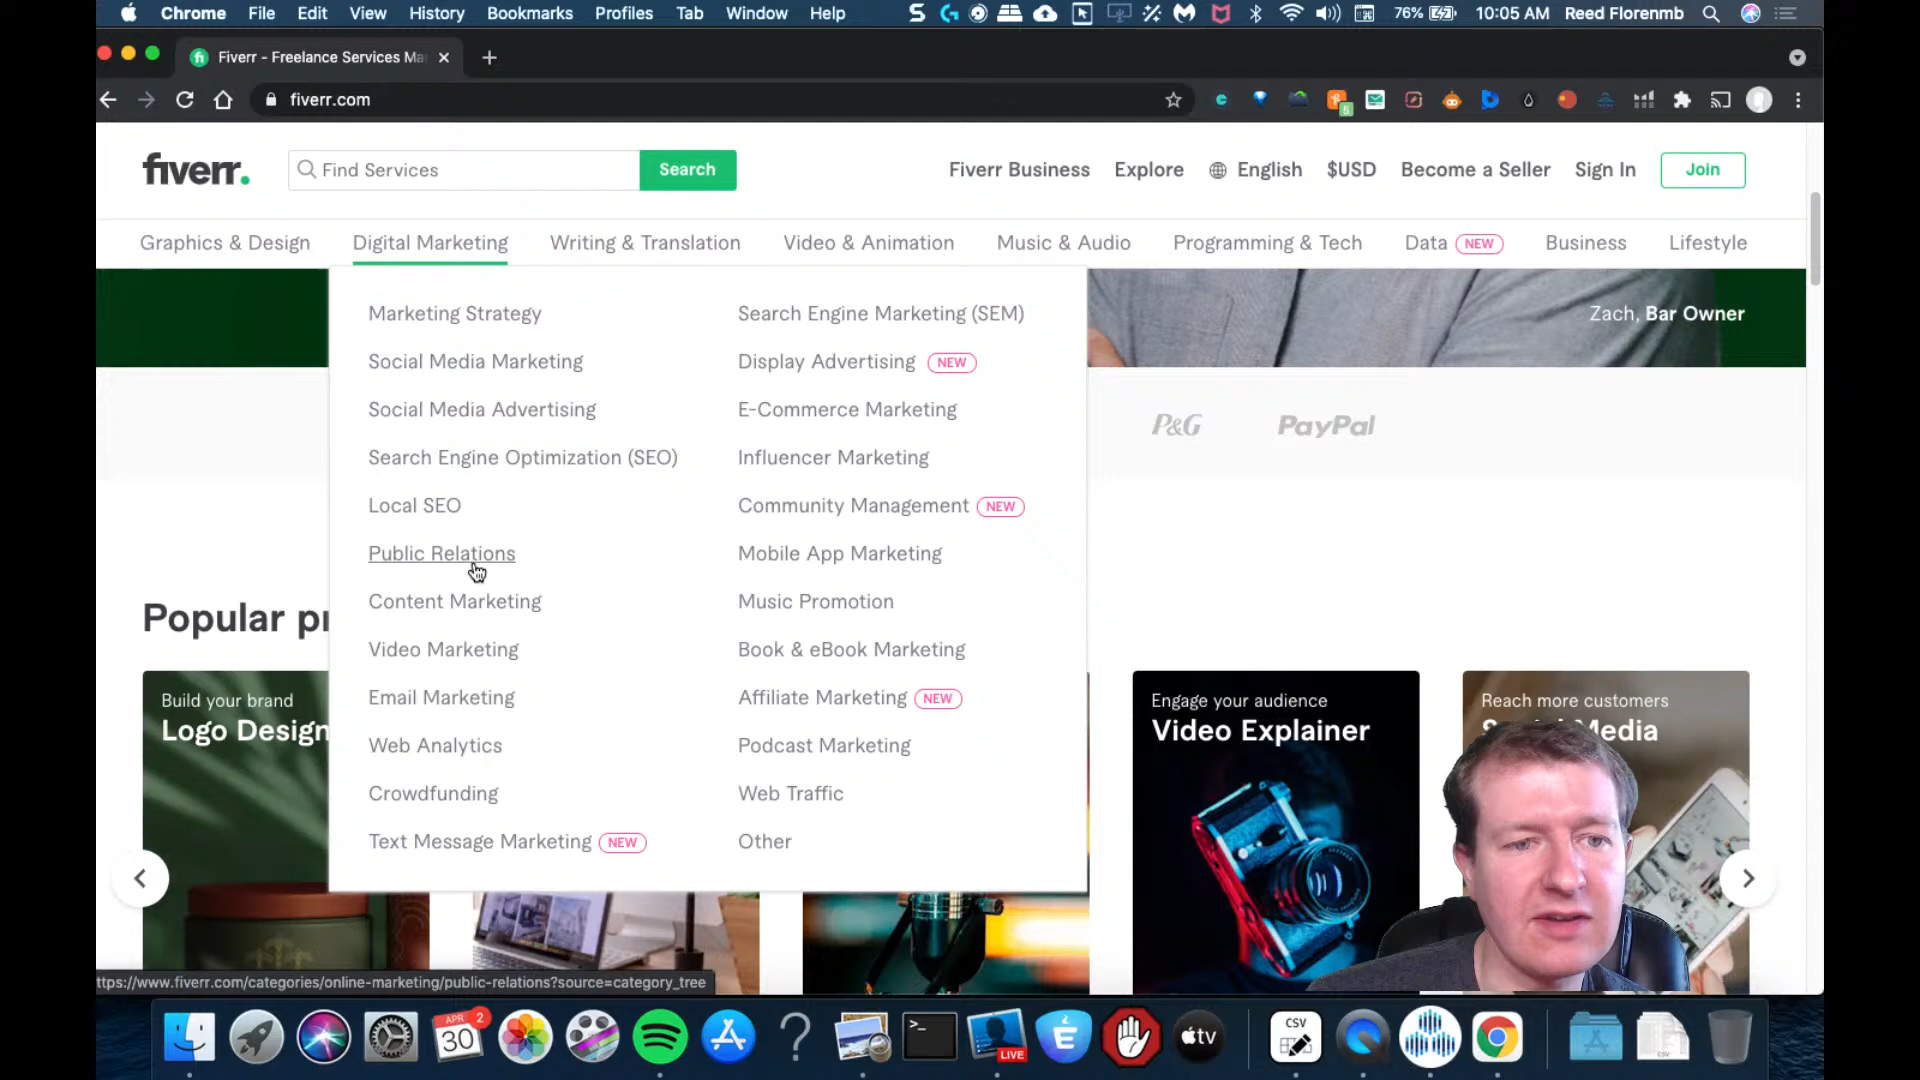 Chrome File Edit View History Bookmarks Profiles Tab Window Help 76% 10:05 AM Reed Florenmb
Fiverr - Freelance Services Ma
fiverr.com
6
fiverr.
Find Services
Search
Fiverr Business
Explore
English
$USD
Become a Seller
Sign In
Join
Graphics & Design
Digital Marketing
Writing & Translation
Video & Animation
Music & Audio
Programming & Tech
Data NEW
Business
Lifestyle
Marketing Strategy
Social Media Marketing
Social Media Advertising
Search Engine Optimization (SEO)
Local SEO
Public Relations
Content Marketing
Video Marketing
Email Marketing
Web Analytics
Crowdfunding
Text Message Marketing NEW
Search Engine Marketing (SEM)
Display Advertising NEW
E-Commerce Marketing
Influencer Marketing
Community Management NEW
Mobile App Marketing
Music Promotion
Book & eBook Marketing
Affiliate Marketing NEW
Podcast Marketing
Web Traffic
Other
Zach, Bar Owner
P&G
PayPal
Popular pr
Build your brand
Logo Design
Engage your audience
Video Explainer
Reach more customers
Media
ttps://www.fiverr.com/categories/online-marketing/public-relations?source=category_tree
APR 2
30
LIVE
tv
CSV